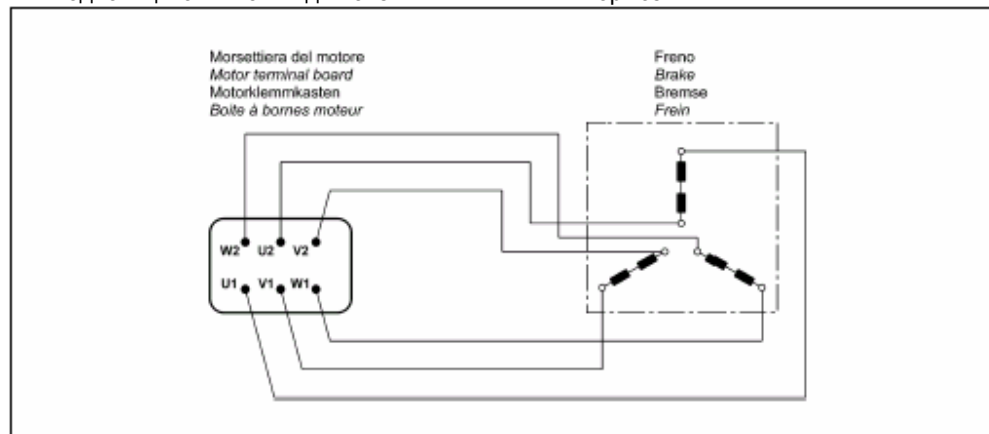 Morsettiera del motore
Motor terminal board
Motorklemmkasten
Boite à bornes moteur
Freno
Brake
Bremse
Frein
W2 U2 V2
U1 V1 W1